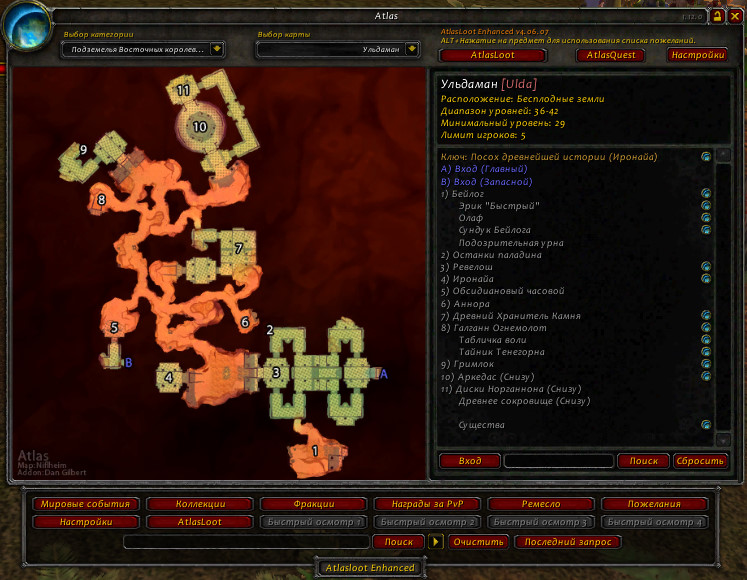 Atlas
1.12.0
Выбор категории
Выбор карты
Подземелья Восточных королев...
Ульдаман
AtlasLoot Enhanced v4.06.07
ALT+Нажатие на предмет для использования списка пожеланий.
AtlasLoot
AtlasQuest
Настройки
11
10
9
8
7
6
5
B
4
2
3
A
1
Atlas
Map: Niflheim
Addon: Dan Gilbert
Ульдаман [Ulda]
Расположение: Бесплодные земли
Диапазон уровней: 36-42
Минимальный уровень: 29
Лимит игроков: 5
Ключ: Посох древнейшей истории (Иронайа)
A) Вход (Главный)
B) Вход (Запасной)
1) Бейлог
Эрик "Быстрый"
Олаф
Сундук Бейлога
Подозрительная урна
2) Останки паладина
3) Ревелош
4) Иронайа
5) Обсидиановый часовой
6) Аннора
7) Древний Хранитель Камня
8) Галганн Огнемолот
Табличка воли
Тайник Тенегорна
9) Гримлок
10) Аркедас (Снизу)
11) Диски Норганнона (Снизу)
Древнее сокровище (Снизу)
Существа
Вход
Поиск
Сбросить
Мировые события
Коллекции
Фракции
Награды за PvP
Ремесло
Пожелания
Настройки
AtlasLoot
Быстрый осмотр 1
Быстрый осмотр 2
Быстрый осмотр 3
Быстрый осмотр 4
Поиск
Очистить
Последний запрос
Atlasloot Enhanced